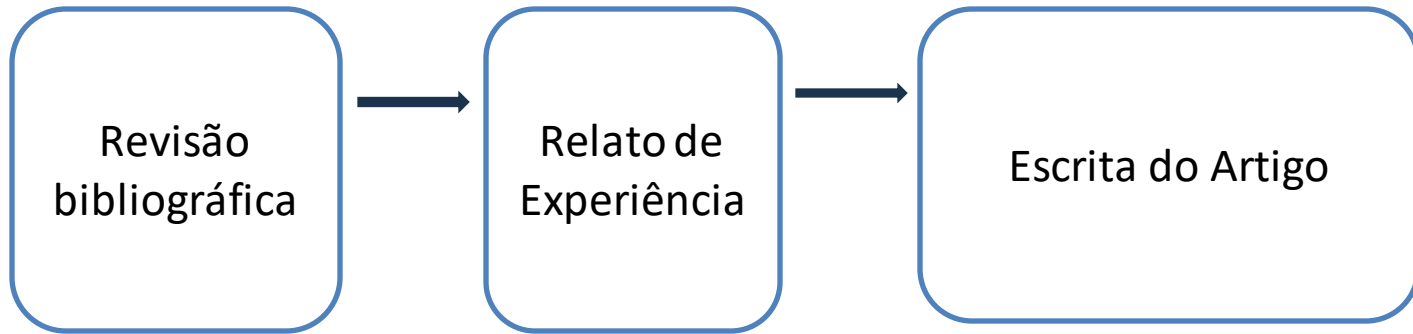 Revisão
bibliográfica
Relato de
Experiência
Escrita do Artigo